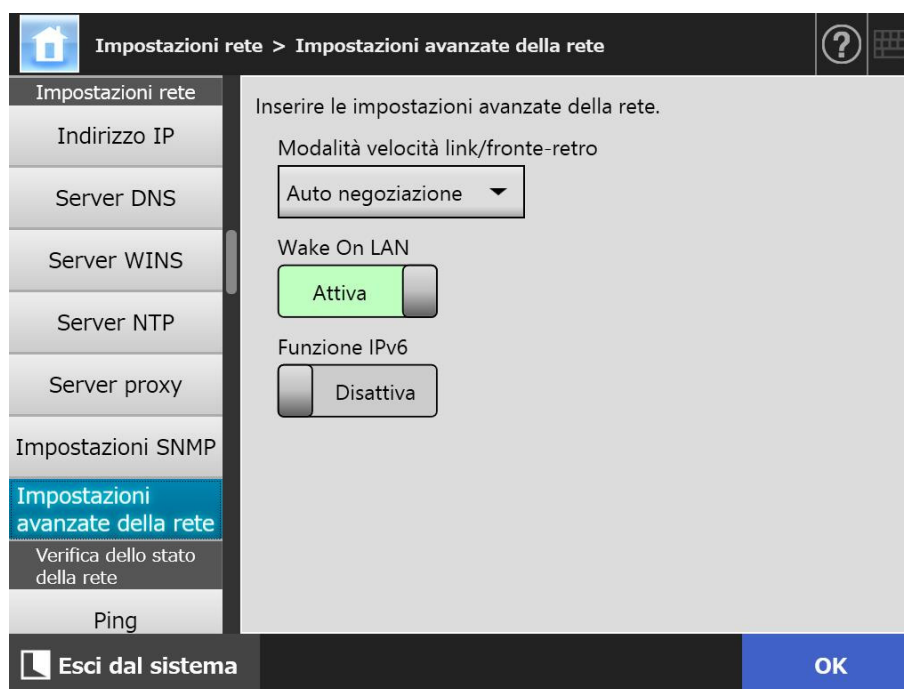 Impostazioni rete > Impostazioni avanzate della rete
?
Impostazioni rete
Indirizzo IP
Server DNS
Server WINS
Server NTP
Server proxy
Impostazioni SNMP
Impostazioni
avanzate della rete
Verifica dello stato
della rete
Ping
Inserire le impostazioni avanzate della rete.
Modalità velocità link/fronte-retro
Auto negoziazione
Wake On LAN
Attiva
Funzione IPv6
Disattiva
Esci dal sistema
OK